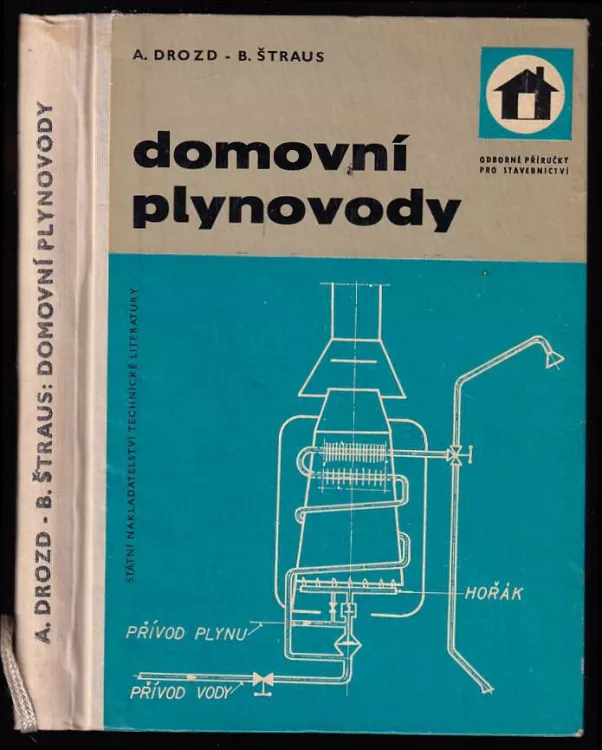 A. DROZD - B. ŠTRAUS: DOMOVNÍ PLYNOVODY
A. DROZD - B. ŠTRAUS
domovní
plynovody
ODBORNÉ PŘÍRUČKY
PRO STAVEBNICTVÍ
STÁTNÍ NAKLADATELSTVÍ TECHNICKÉ LITERATURY
HOŘÁK
PŘÍVOD PLYNU
PŘÍVOD VODY